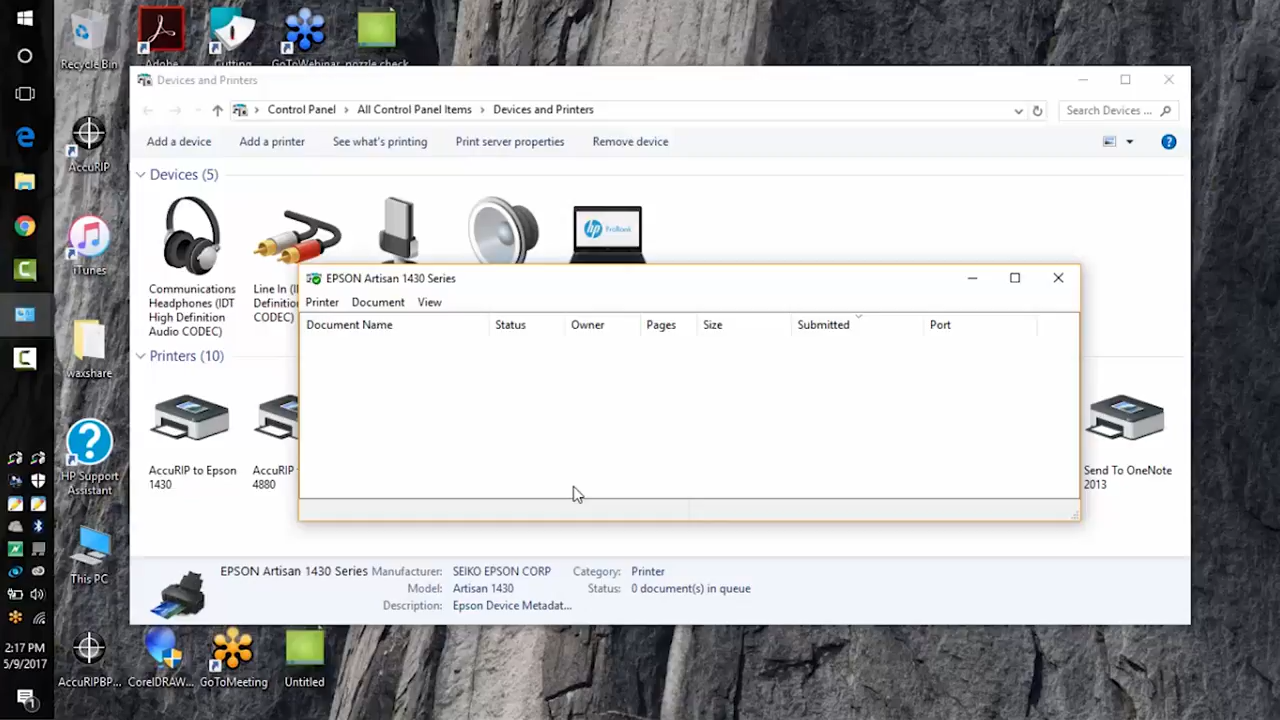 Recycle Bin
Adobe
Cutting
GoToWebinar
nozzle check
AccuRIP
iTunes
waxshare
HP Support
Assistant
This PC
AccuRIPBP...
CorelDRAW...
GoToMeeting
Untitled
2:17 PM
5/9/2017
1
Devices and Printers
Control Panel > All Control Panel Items > Devices and Printers
Search Devices ...
Add a device
Add a printer
See what's printing
Print server properties
Remove device
Devices (5)
hp ProBook
Communications
Headphones (IDT
High Definition
Audio CODEC)
Line In (I
Definition
CODEC)
Printers (10)
AccuRIP to Epson
1430
AccuRIP
4880
Send To OneNote
2013
EPSON Artisan 1430 Series
Printer
Document
View
Document Name
Status
Owner
Pages
Size
Submitted
Port
EPSON Artisan 1430 Series
Manufacturer: SEIKO EPSON CORP
Model: Artisan 1430
Description: Epson Device Metadat...
Category: Printer
Status: 0 document(s) in queue